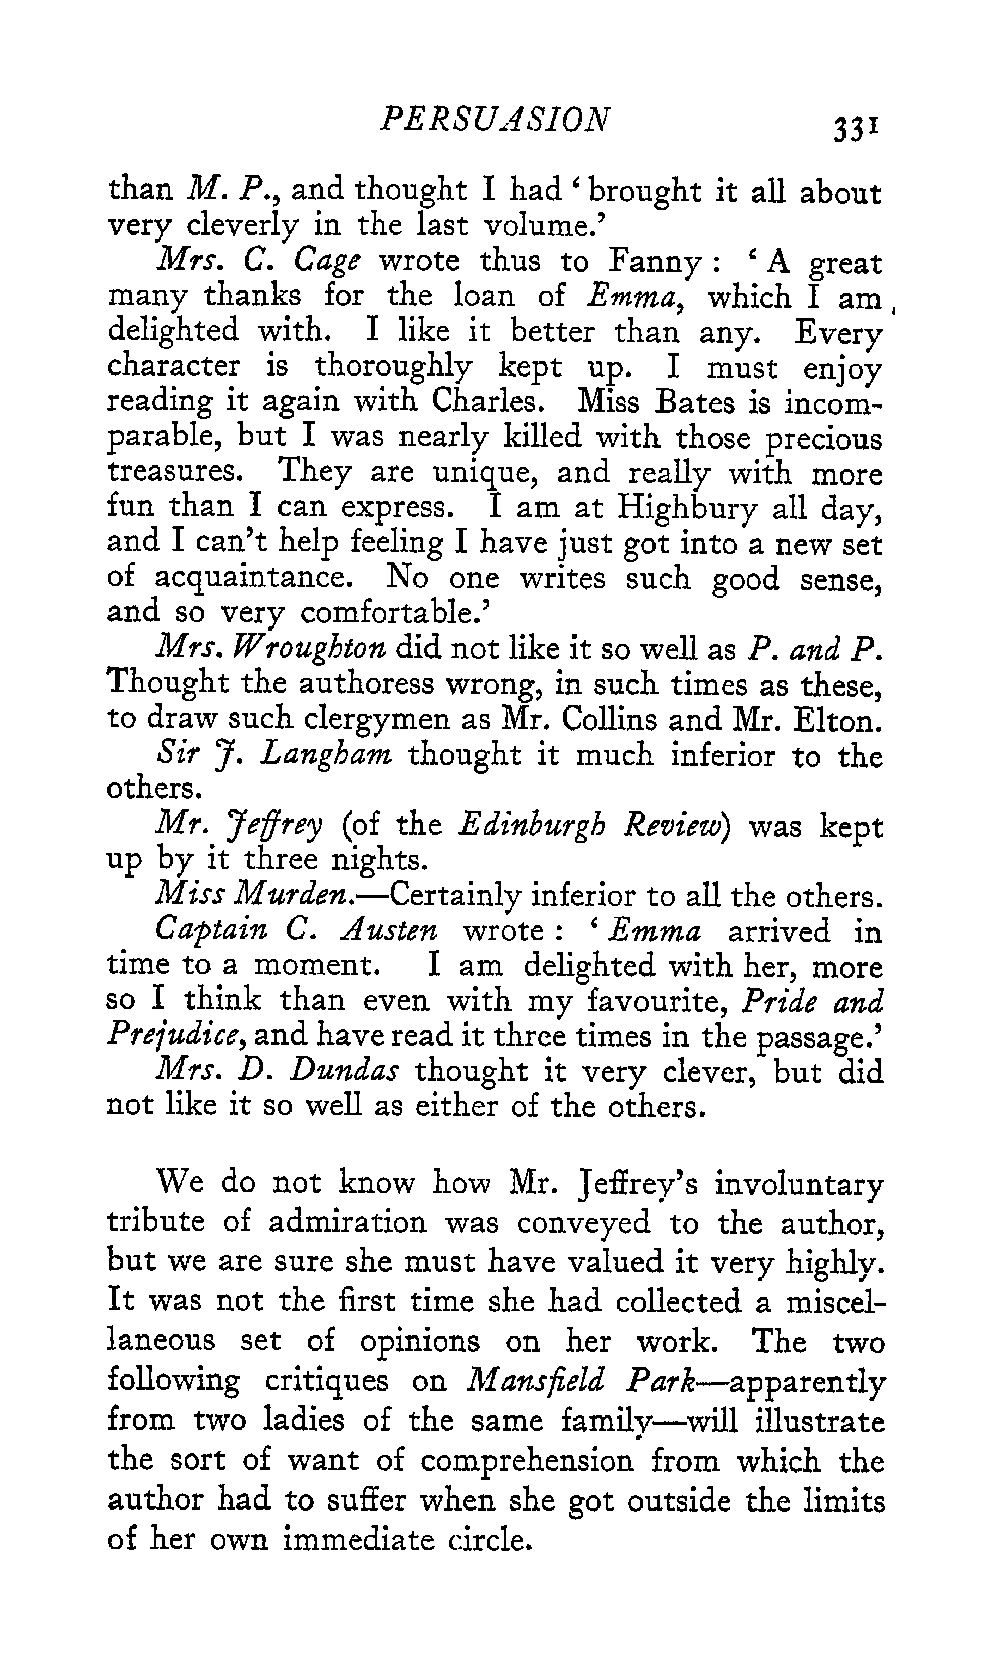 PERSUASION 331
than M. P., and thought I had ‘ brought it all about
very cleverly in the last volume.’
Mrs. C. Cage wrote thus to Fanny : ‘ A great
many thanks for the loan of Emma, which I am
delighted with. I like it better than any. Every
character is thoroughly kept up. I must enjoy
reading it again with Charles. Miss Bates is incom-
parable, but I was nearly killed with those precious
treasures. They are unique, and really with more
fun than I can express. I am at Highbury all day,
and I can’t help feeling I have just got into a new set
of acquaintance. No one writes such good sense,
and so very comfortable.’
Mrs. Wroughton did not like it so well as P. and P.
Thought the authoress wrong, in such times as these,
to draw such clergymen as Mr. Collins and Mr. Elton.
Sir J. Langham thought it much inferior to the
others.
Mr. Jeffrey (of the Edinburgh Review) was kept
up by it three nights.
Miss Murden.—Certainly inferior to all the others.
Captain C. Austen wrote : ‘ Emma arrived in
time to a moment. I am delighted with her, more
so I think than even with my favourite, Pride and
Prejudice, and have read it three times in the passage.’
Mrs. D. Dundas thought it very clever, but did
not like it so well as either of the others.
We do not know how Mr. Jeffrey’s involuntary
tribute of admiration was conveyed to the author,
but we are sure she must have valued it very highly.
It was not the first time she had collected a miscel-
laneous set of opinions on her work. The two
following critiques on Mansfield Park—apparently
from two ladies of the same family—will illustrate
the sort of want of comprehension from which the
author had to suffer when she got outside the limits
of her own immediate circle.